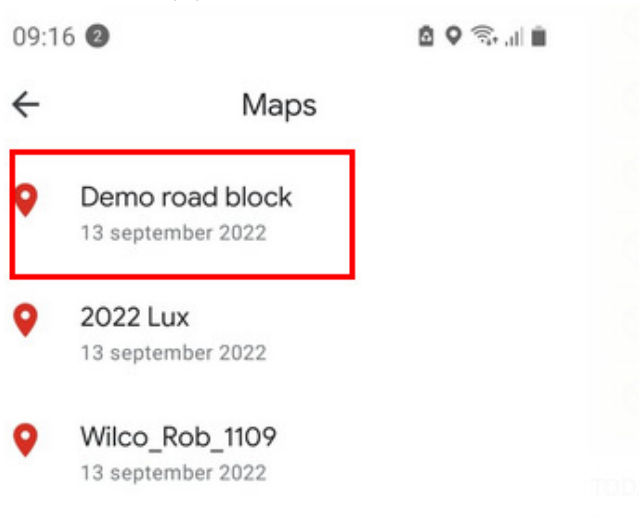 09:16 2
Maps
Demo road block
13 september 2022
2022 Lux
13 september 2022
Wilco_Rob_1109
13 september 2022